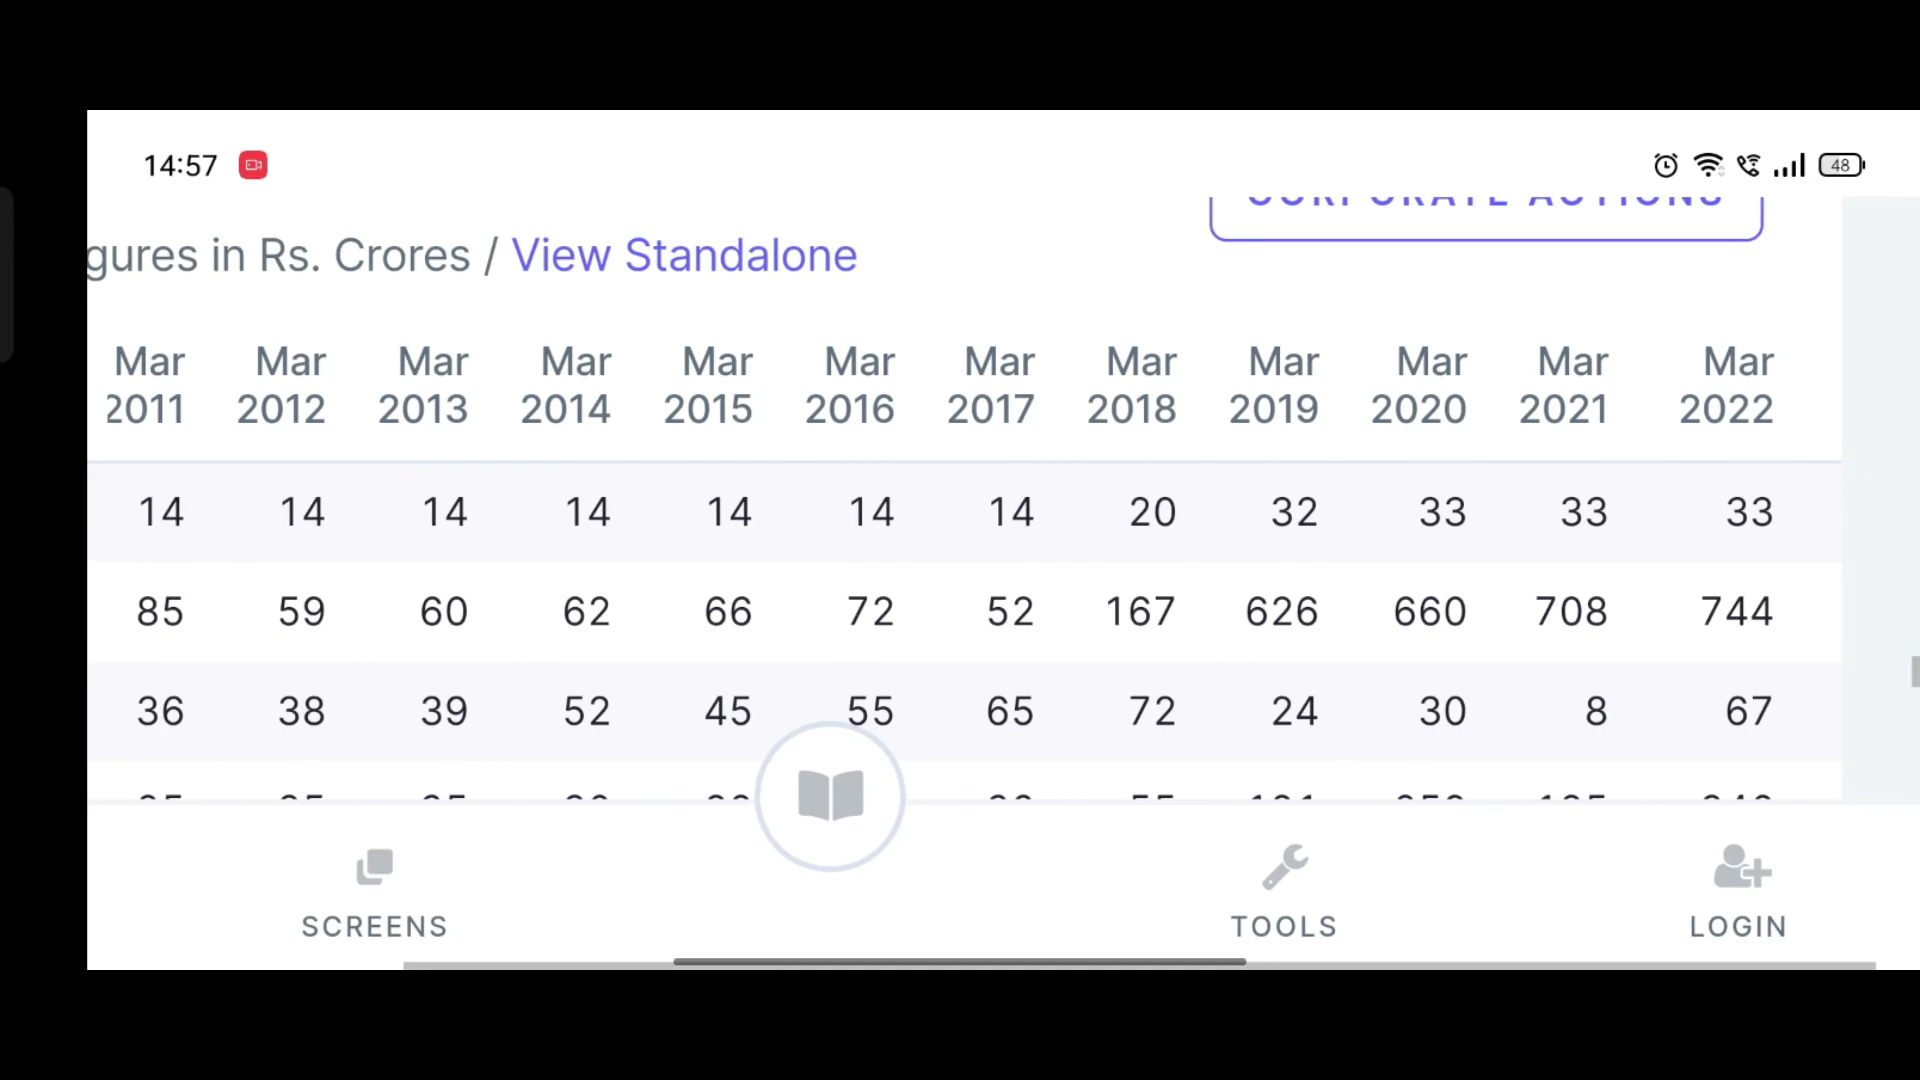 14:57
48
CORPORATE ACTIONS
gures in Rs. Crores / View Standalone
Mar 2011 Mar 2012 Mar 2013 Mar 2014 Mar 2015 Mar 2016 Mar 2017 Mar 2018 Mar 2019 Mar 2020 Mar 2021 Mar 2022
14 14 14 14 14 14 14 20 32 33 33 33
85 59 60 62 66 72 52 167 626 660 708 744
36 38 39 52 45 55 65 72 24 30 8 67
SCREENS TOOLS LOGIN